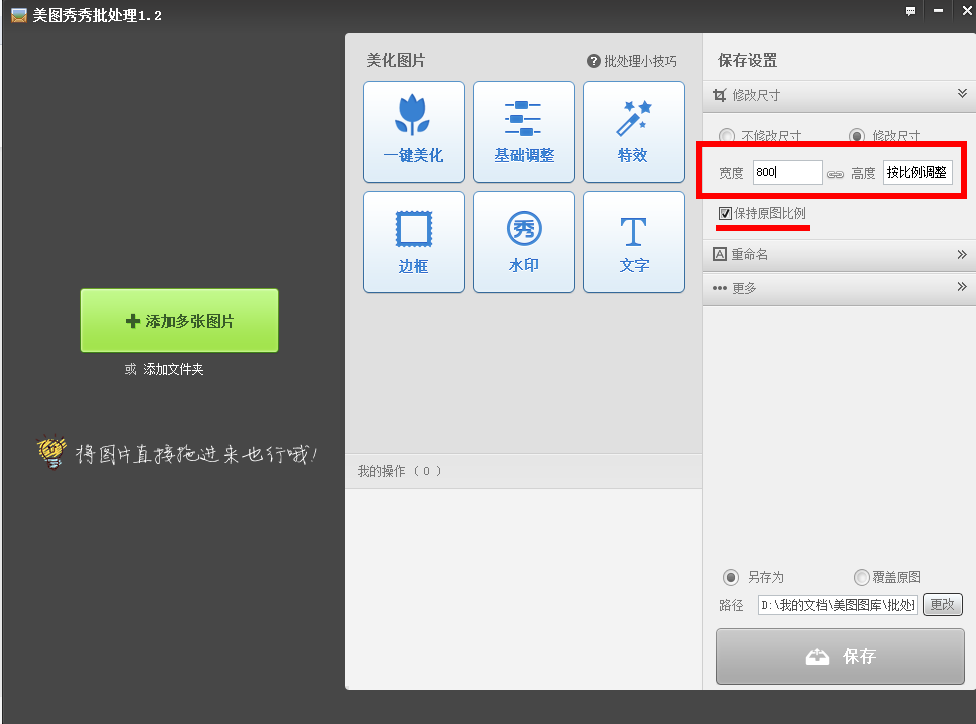 美图秀秀批处理1.2
美化图片
? 批处理小技巧
一键美化
基础调整
特效
边框
秀
水印
T
文字
添加多张图片
或 添加文件夹
将图片直接拖进来也行哦!
我的操作 ( 0 )
保存设置
修改尺寸
不修改尺寸
修改尺寸
宽度 800 高度 按比例调整
保持原图比例
A 重命名
更多
另存为
覆盖原图
路径 D:\我的文档\美图图库\批处 更改
保存